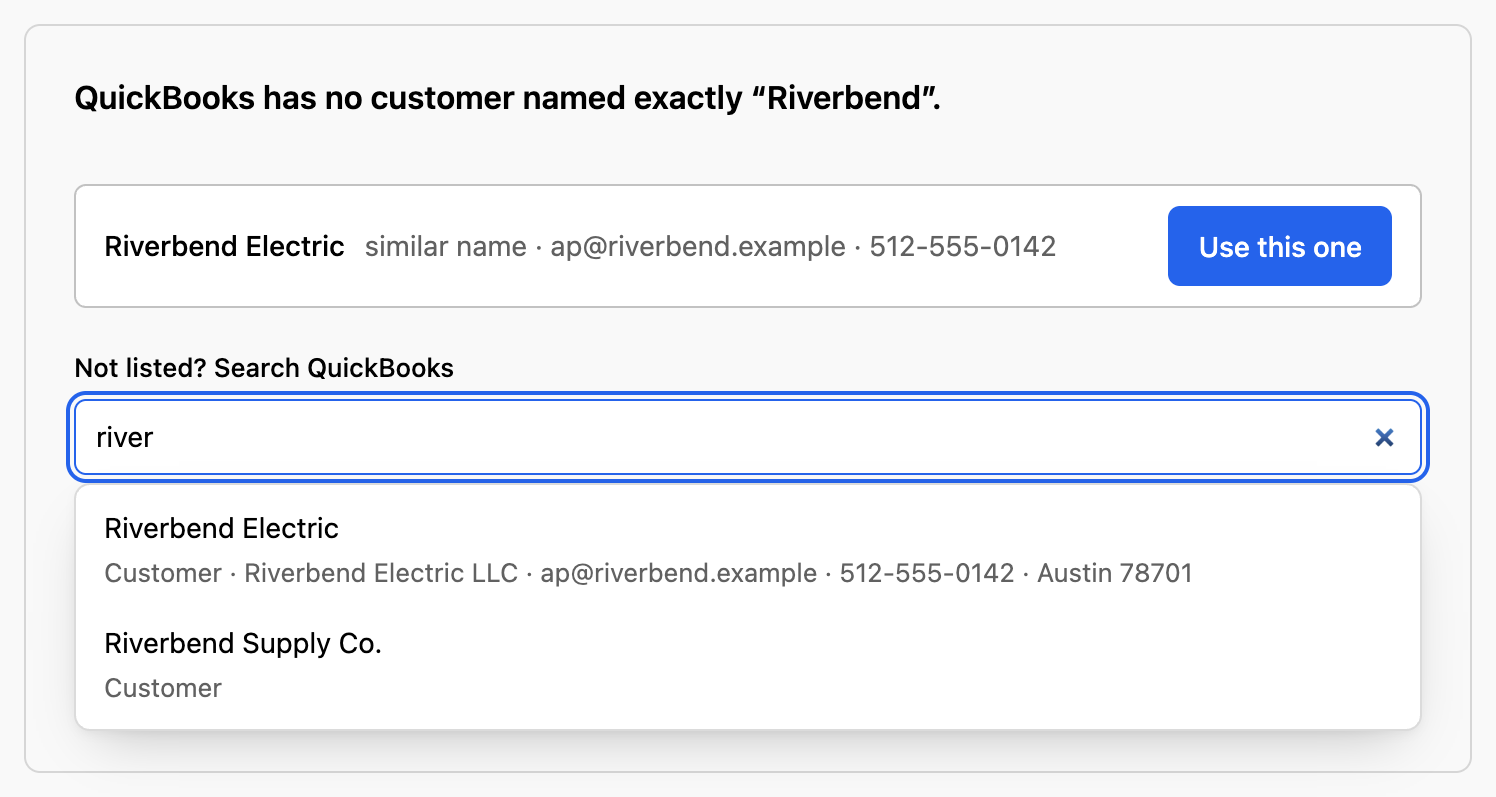 QuickBooks has no customer named exactly “Riverbend”.
Riverbend Electric similar name · ap@riverbend.example · 512-555-0142 Use this one
Not listed? Search QuickBooks
river
Riverbend Electric
Customer · Riverbend Electric LLC · ap@riverbend.example · 512-555-0142 · Austin 78701
Riverbend Supply Co.
Customer